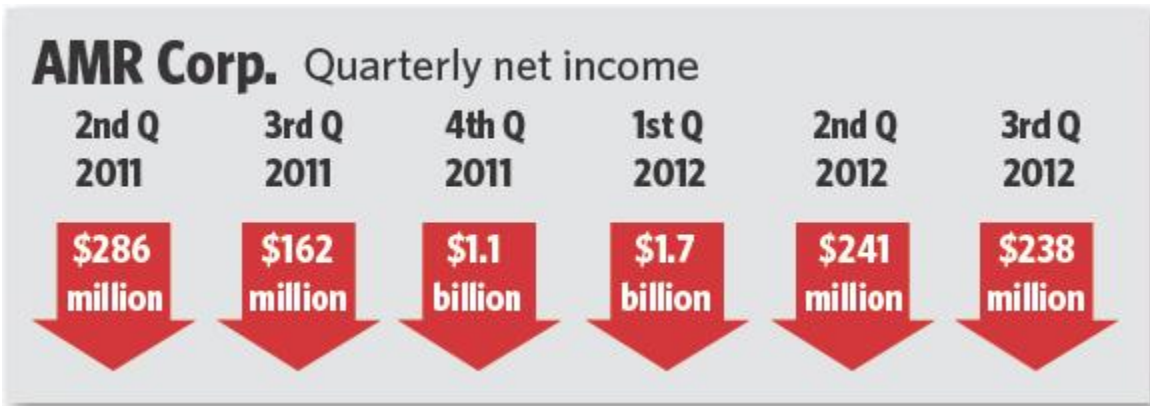 AMR Corp. Quarterly net income
2nd Q 3rd Q 4th Q 1st Q 2nd Q 3rd Q
2011 2011 2011 2012 2012 2012
$286 $162 $1.1 $1.7 $241 $238
million million billion billion million million